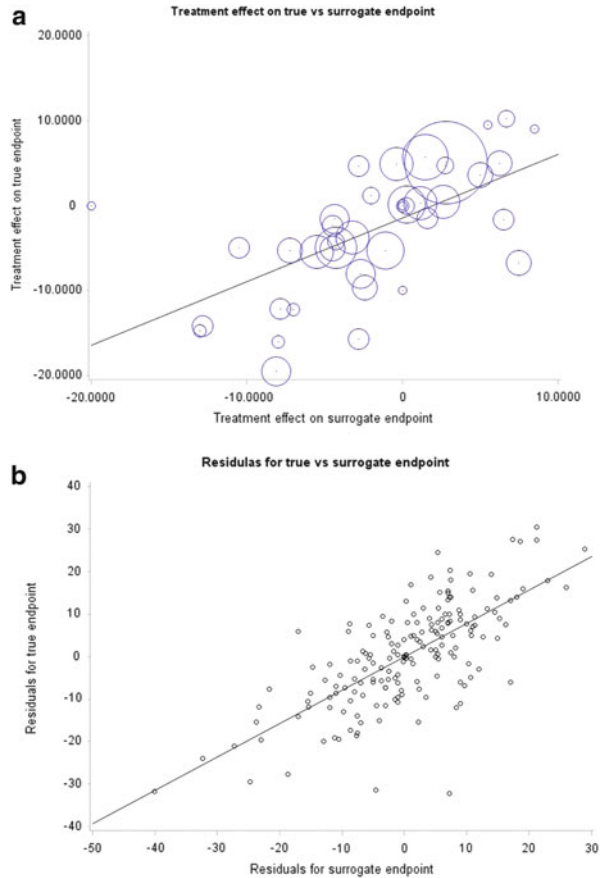 a
Treatment effect on true vs surrogate endpoint
20.0000
10.0000
0
-10.0000
-20.0000
Treatment effect on true endpoint
-20.0000 -10.0000 0 10.0000
Treatment effect on surrogate endpoint
b
Residulas for true vs surrogate endpoint
40
30
20
10
0
-10
-20
-30
-40
Residuals for true endpoint
-50 -40 -30 -20 -10 0 10 20 30
Residuals for surrogate endpoint